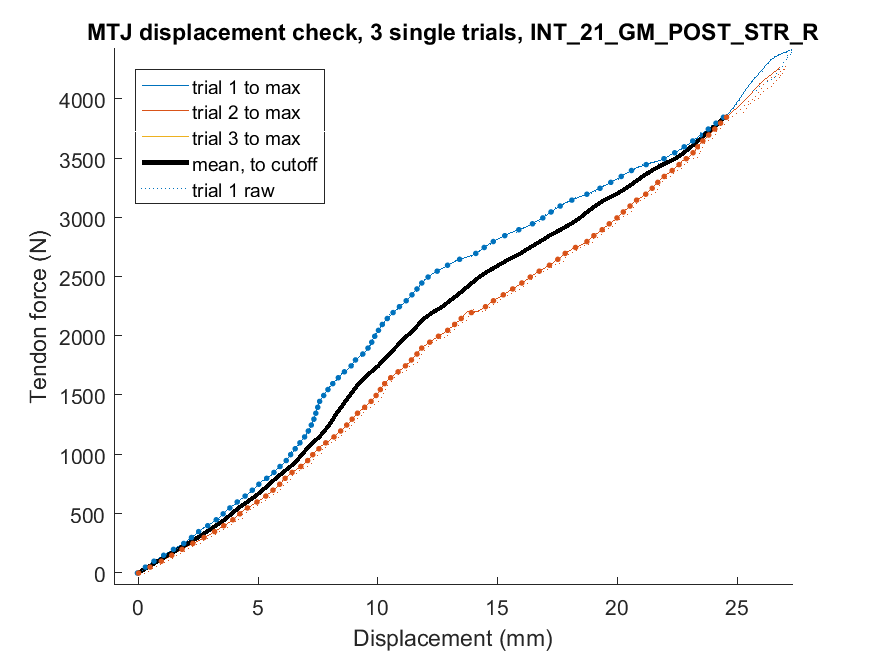 MTJ displacement check, 3 single trials, INT_21_GM_POST_STR_R
trial 1 to max
trial 2 to max
trial 3 to max
mean, to cutoff
trial 1 raw
4000
3500
3000
2500
2000
1500
1000
500
0
Tendon force (N)
0 5 10 15 20 25
Displacement (mm)